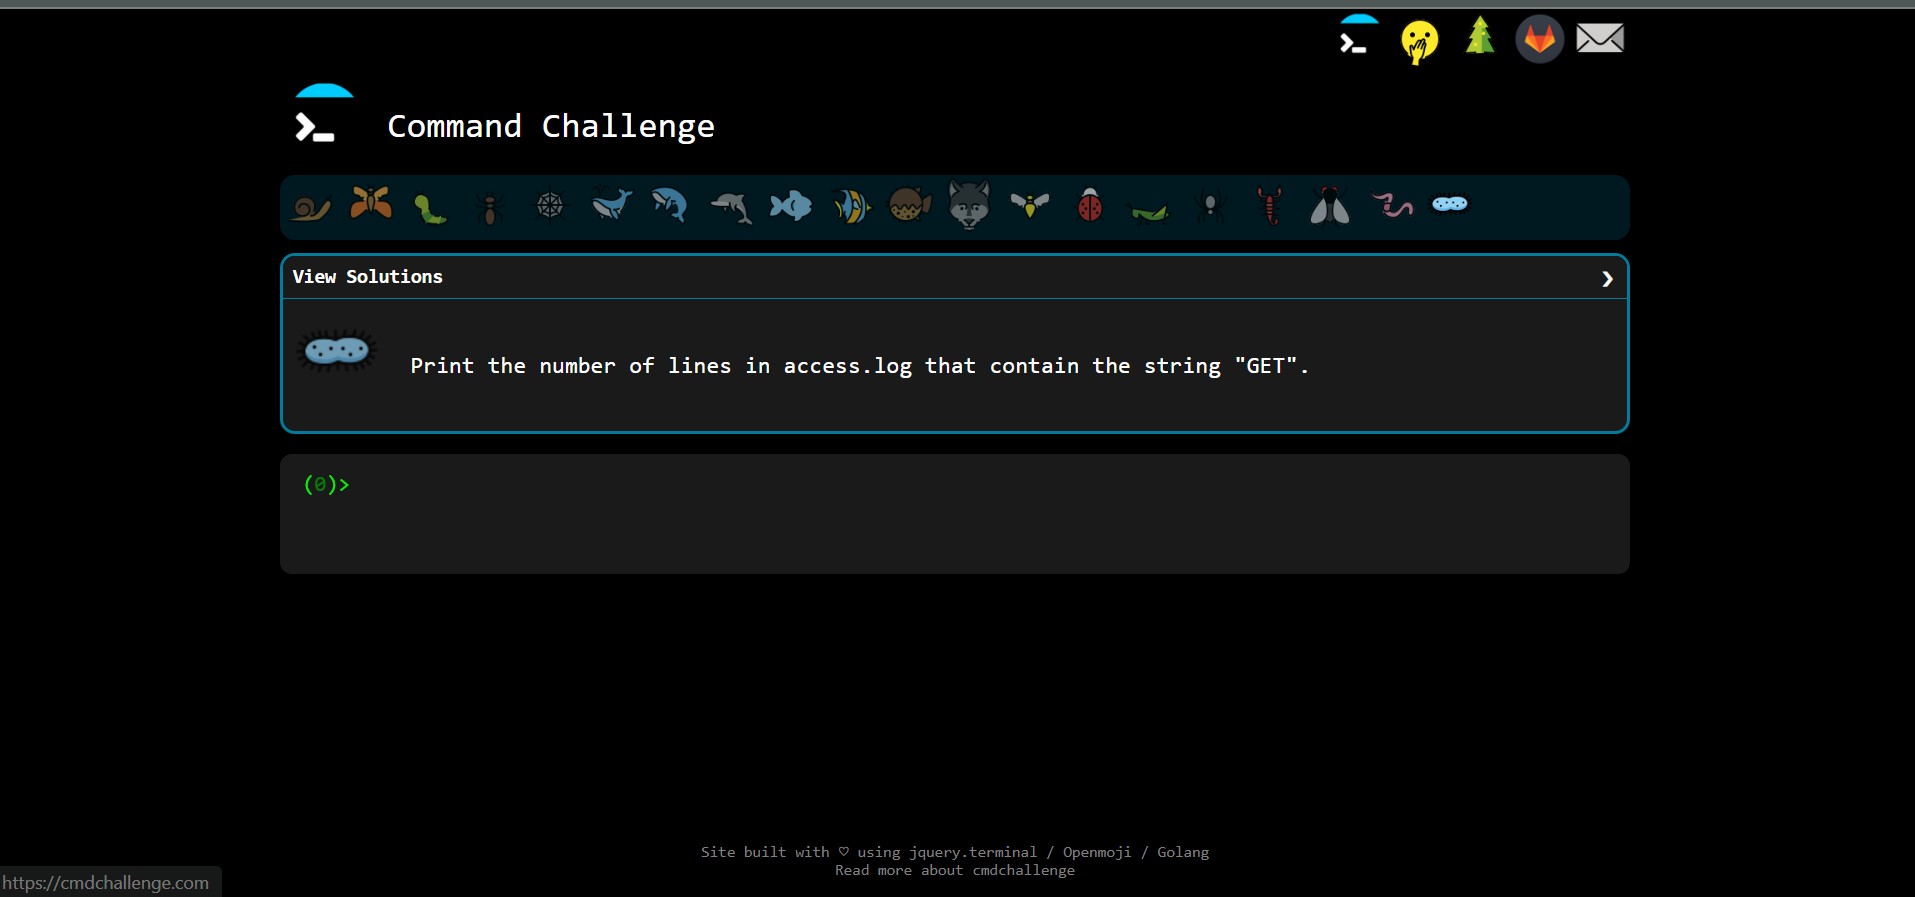 Command Challenge
View Solutions
Print the number of lines in access.log that contain the string "GET".
(0)>
Site built with ♡ using jquery.terminal / Openmoji / Golang
Read more about cmdchallenge
https://cmdchallenge.com